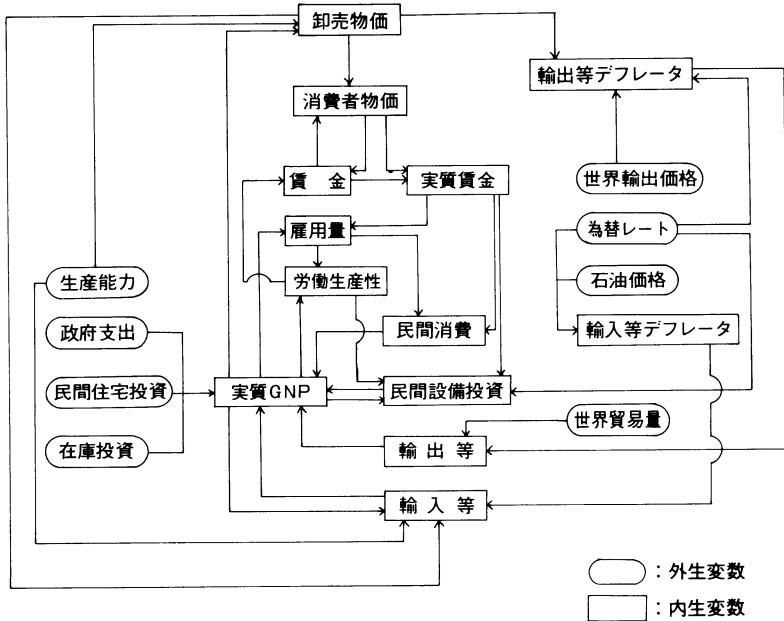 卸売物価
輸出等デフレータ
消費者物価
賃 金
実質賃金
世界輸出価格
雇用量
為替レート
生産能力
労働生産性
石油価格
政府支出
民間消費
輸入等デフレータ
民間住宅投資
実質GNP
民間設備投資
世界貿易量
在庫投資
輸 出 等
輸 入 等
：外生変数
：内生変数